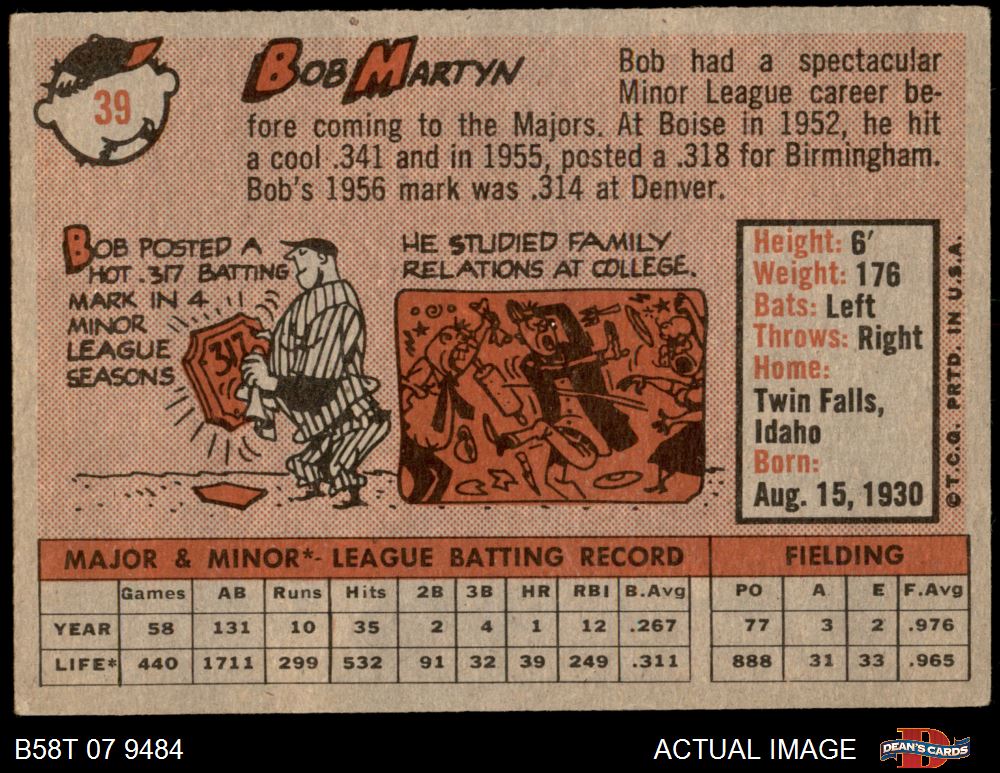 39
BOB MARTYN
Bob had a spectacular
Minor League career be-
fore coming to the Majors. At Boise in 1952, he hit
a cool .341 and in 1955, posted a .318 for Birmingham.
Bob's 1956 mark was .314 at Denver.
BOB POSTED A
HOT .317 BATTING
MARK IN 4
MINOR
LEAGUE
SEASONS
317
HE STUDIED FAMILY
RELATIONS AT COLLEGE.
Height: 6'
Weight: 176
Bats: Left
Throws: Right
Home:
Twin Falls,
Idaho
Born:
Aug. 15, 1930
©T.C.G. PRTD. IN U.S.A.
MAJOR & MINOR*- LEAGUE BATTING RECORD FIELDING
Games AB Runs Hits 2B 3B HR RBI B.Avg PO A E F.Avg
YEAR 58 131 10 35 2 4 1 12 .267 77 3 2 .976
LIFE* 440 1711 299 532 91 32 39 249 .311 888 31 33 .965
B58T 07 9484 ACTUAL IMAGE DEAN'S CARDS